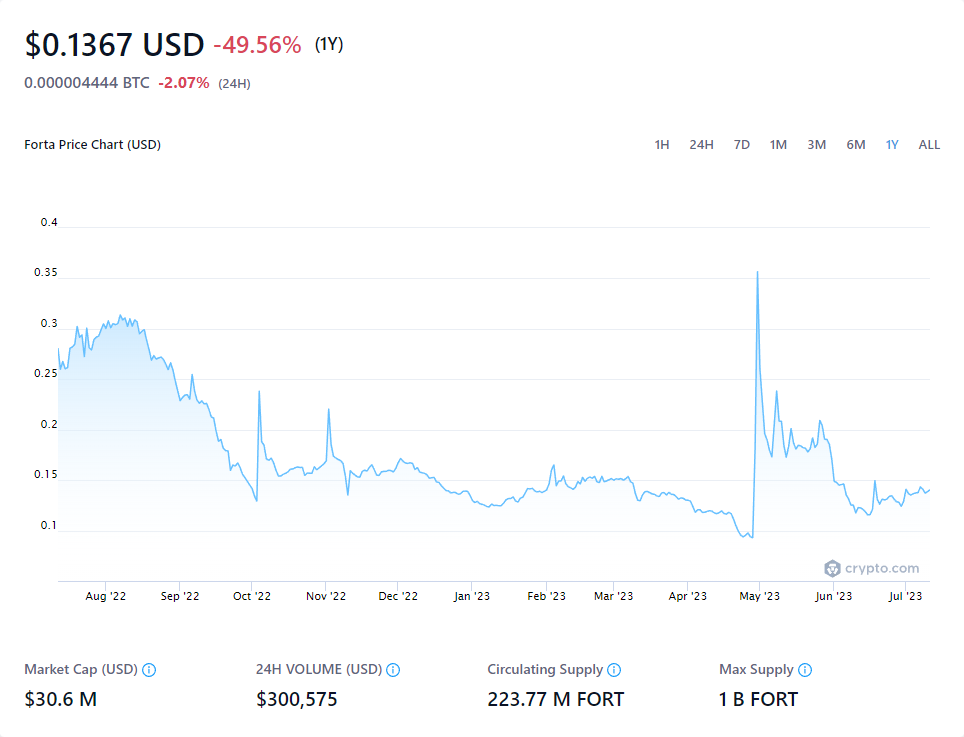 $0.1367 USD -49.56% (1Y)
0.000004444 BTC -2.07% (24H)
Forta Price Chart (USD) 1H 24H 7D 1M 3M 6M 1Y ALL
0.4
0.35
0.3
0.25
0.2
0.15
0.1
crypto.com
Aug '22 Sep '22 Oct '22 Nov '22 Dec '22 Jan '23 Feb '23 Mar '23 Apr '23 May '23 Jun '23 Jul '23
Market Cap (USD) 24H VOLUME (USD) Circulating Supply Max Supply
$30.6 M $300,575 223.77 M FORT 1 B FORT